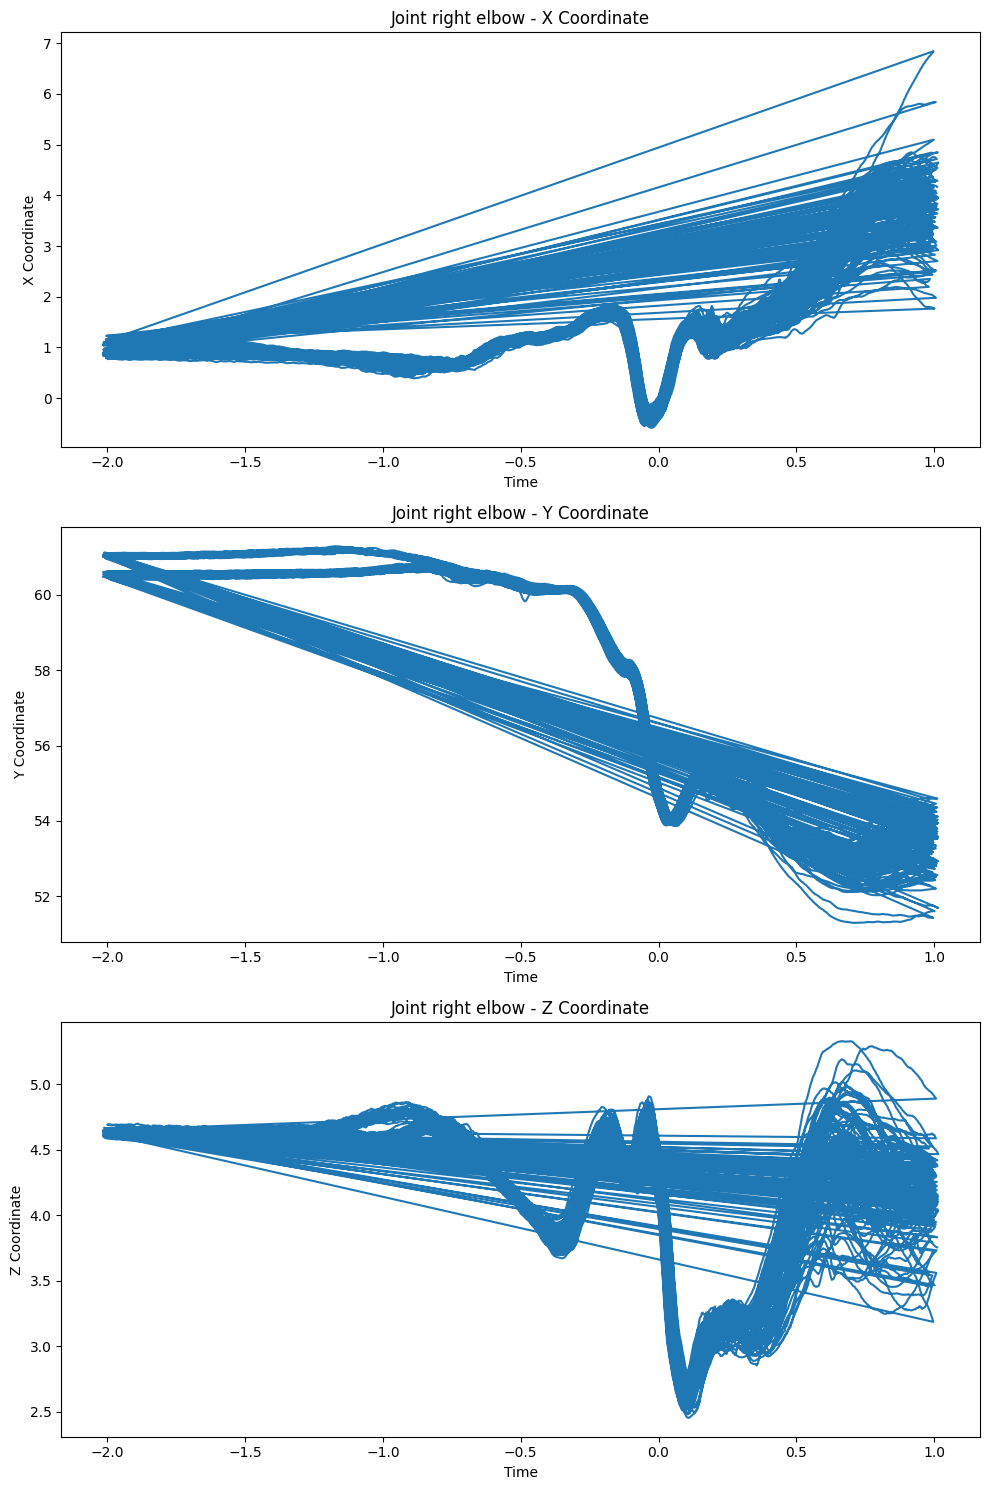 Joint right elbow - X Coordinate
7
6
5
4
3
2
1
0
X Coordinate
−2.0 −1.5 −1.0 −0.5 0.0 0.5 1.0
Time
Joint right elbow - Y Coordinate
60
58
56
54
52
Y Coordinate
−2.0 −1.5 −1.0 −0.5 0.0 0.5 1.0
Time
Joint right elbow - Z Coordinate
5.0
4.5
4.0
3.5
3.0
2.5
Z Coordinate
−2.0 −1.5 −1.0 −0.5 0.0 0.5 1.0
Time